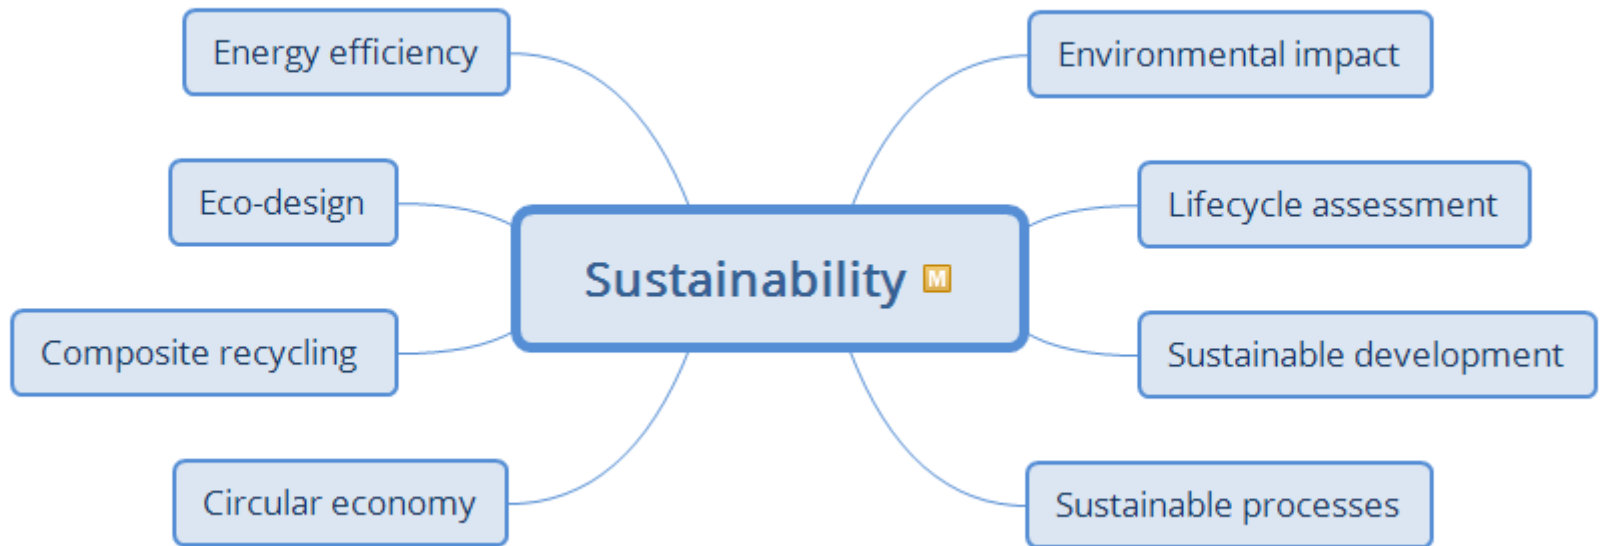 Energy efficiency
Environmental impact
Eco-design
Lifecycle assessment
Sustainability M
Composite recycling
Sustainable development
Circular economy
Sustainable processes